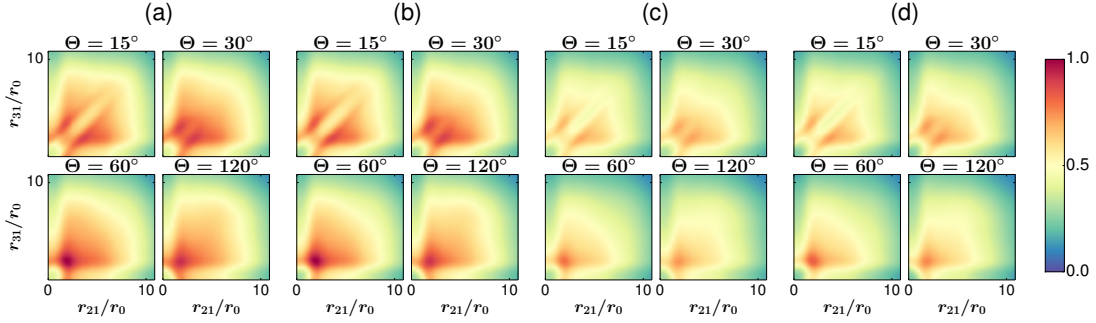 (a) (b) (c) (d)
Θ = 15° Θ = 30° Θ = 15° Θ = 30° Θ = 15° Θ = 30° Θ = 15° Θ = 30°
10 1.0
r₃₁/r₀
Θ = 60° Θ = 120° Θ = 60° Θ = 120° Θ = 60° Θ = 120° Θ = 60° Θ = 120°
0.5
10
r₃₁/r₀
0.0
0 10 0 10 0 10 0 10 0 10 0 10 0 10 0 10
r₂₁/r₀ r₂₁/r₀ r₂₁/r₀ r₂₁/r₀ r₂₁/r₀ r₂₁/r₀ r₂₁/r₀ r₂₁/r₀